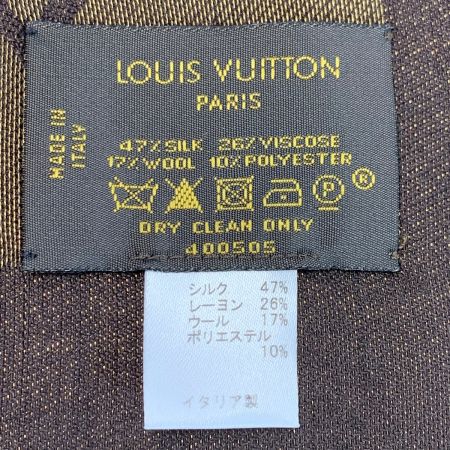 LOUIS VUITTON
PARIS
MADE IN
ITALY
47% SILK 26% VISCOSE
17% WOOL 10% POLYESTER
P ®
DRY CLEAN ONLY
400505
シルク 47%
レーヨン 26%
ウール 17%
ポリエステル
10%
イタリア製